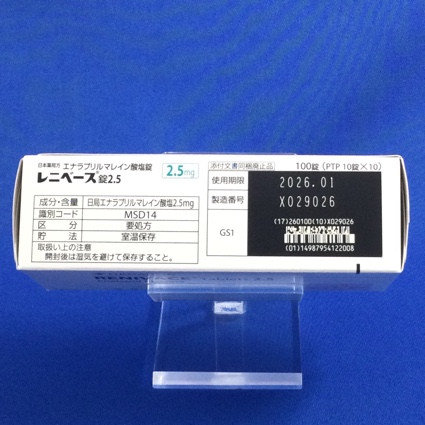 日本薬局方 エナラプリルマレイン酸塩錠
レニベース錠2.5
2.5mg
成分・含量 日局エナラプリルマレイン酸塩2.5mg
識別コード MSD14
区分 要処方
貯法 室温保存
取扱い上の注意
開封後は湿気を避けて保存すること。
添付文書同梱廃止品
100錠(PTP 10錠×10)
使用期限 2026.01
製造番号 X029026
GS1
(17)260100(10)X029026
(01)14987954122008